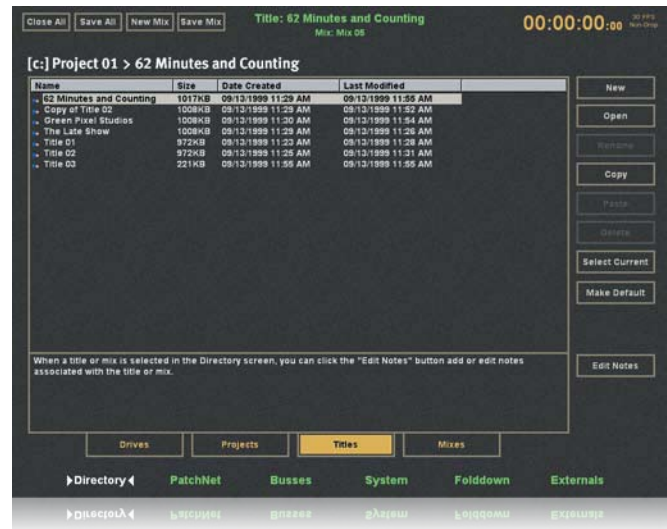 Close All Save All New Mix Save Mix
Title: 62 Minutes and Counting
Mix: Mix 05
00:00:00:00
30 FPS
Non-Drop
[c:] Project 01 > 62 Minutes and Counting
Name Size Date Created Last Modified
62 Minutes and Counting 1017KB 09/13/1999 11:29 AM 09/13/1999 11:55 AM
Copy of Title 02 1008KB 09/13/1999 11:29 AM 09/13/1999 11:52 AM
Green Pixel Studios 1008KB 09/13/1999 11:30 AM 09/13/1999 11:54 AM
The Late Show 1008KB 09/13/1999 11:29 AM 09/13/1999 11:26 AM
Title 01 972KB 09/13/1999 11:23 AM 09/13/1999 11:28 AM
Title 02 972KB 09/13/1999 11:25 AM 09/13/1999 11:31 AM
Title 03 221KB 09/13/1999 11:55 AM 09/13/1999 11:55 AM
New
Open
Rename
Copy
Paste
Delete
Select Current
Make Default
When a title or mix is selected in the Directory screen, you can click the "Edit Notes" button add or edit notes
associated with the title or mix.
Edit Notes
Drives Projects Titles Mixes
Directory PatchNet Busses System Folddown Externals